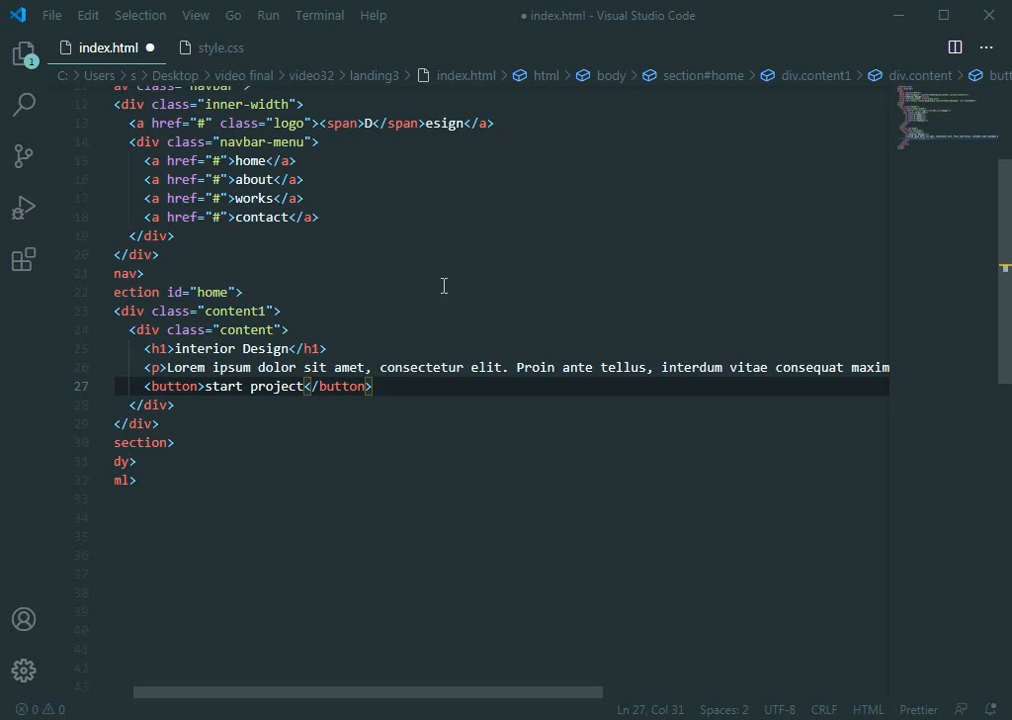 File Edit Selection View Go Run Terminal Help ● index.html - Visual Studio Code
index.html ● style.css
C: > Users > s > Desktop > video final > video32 > landing3 > index.html > html > body > section#home > div.content1 > div.content > butt
12 <div class="inner-width">
13 <a href="#" class="logo"><span>D</span>esign</a>
14 <div class="navbar-menu">
15 <a href="#">home</a>
16 <a href="#">about</a>
17 <a href="#">works</a>
18 <a href="#">contact</a>
19 </div>
20 </div>
21 nav>
22 ection id="home">
23 <div class="content1">
24 <div class="content">
25 <h1>interior Design</h1>
26 <p>Lorem ipsum dolor sit amet, consectetur elit. Proin ante tellus, interdum vitae consequat maxim
27 <button>start project</button>
28 </div>
29 </div>
30 section>
31 dy>
32 ml>
33
34
35
36
37
38
39
40
41
42
43
1
0 0 Ln 27, Col 31 Spaces: 2 UTF-8 CRLF HTML Prettier